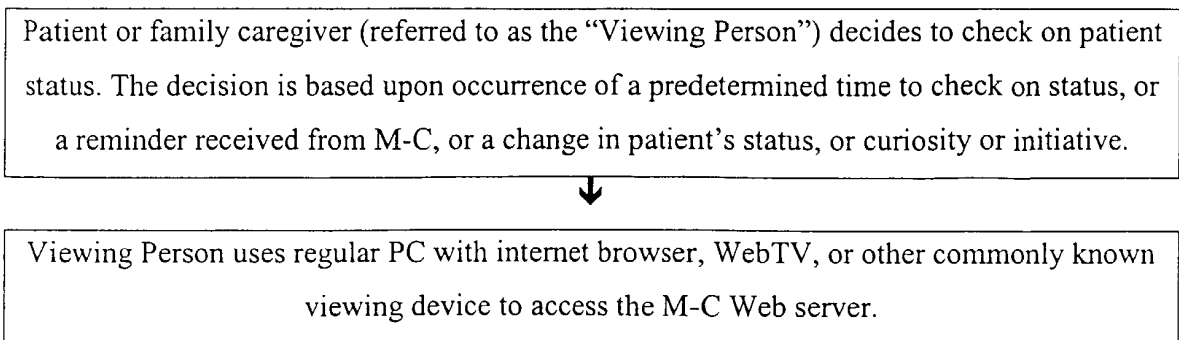 Patient or family caregiver (referred to as the “Viewing Person”) decides to check on patient
status. The decision is based upon occurrence of a predetermined time to check on status, or
a reminder received from M-C, or a change in patient’s status, or curiosity or initiative.
Viewing Person uses regular PC with internet browser, WebTV, or other commonly known
viewing device to access the M-C Web server.